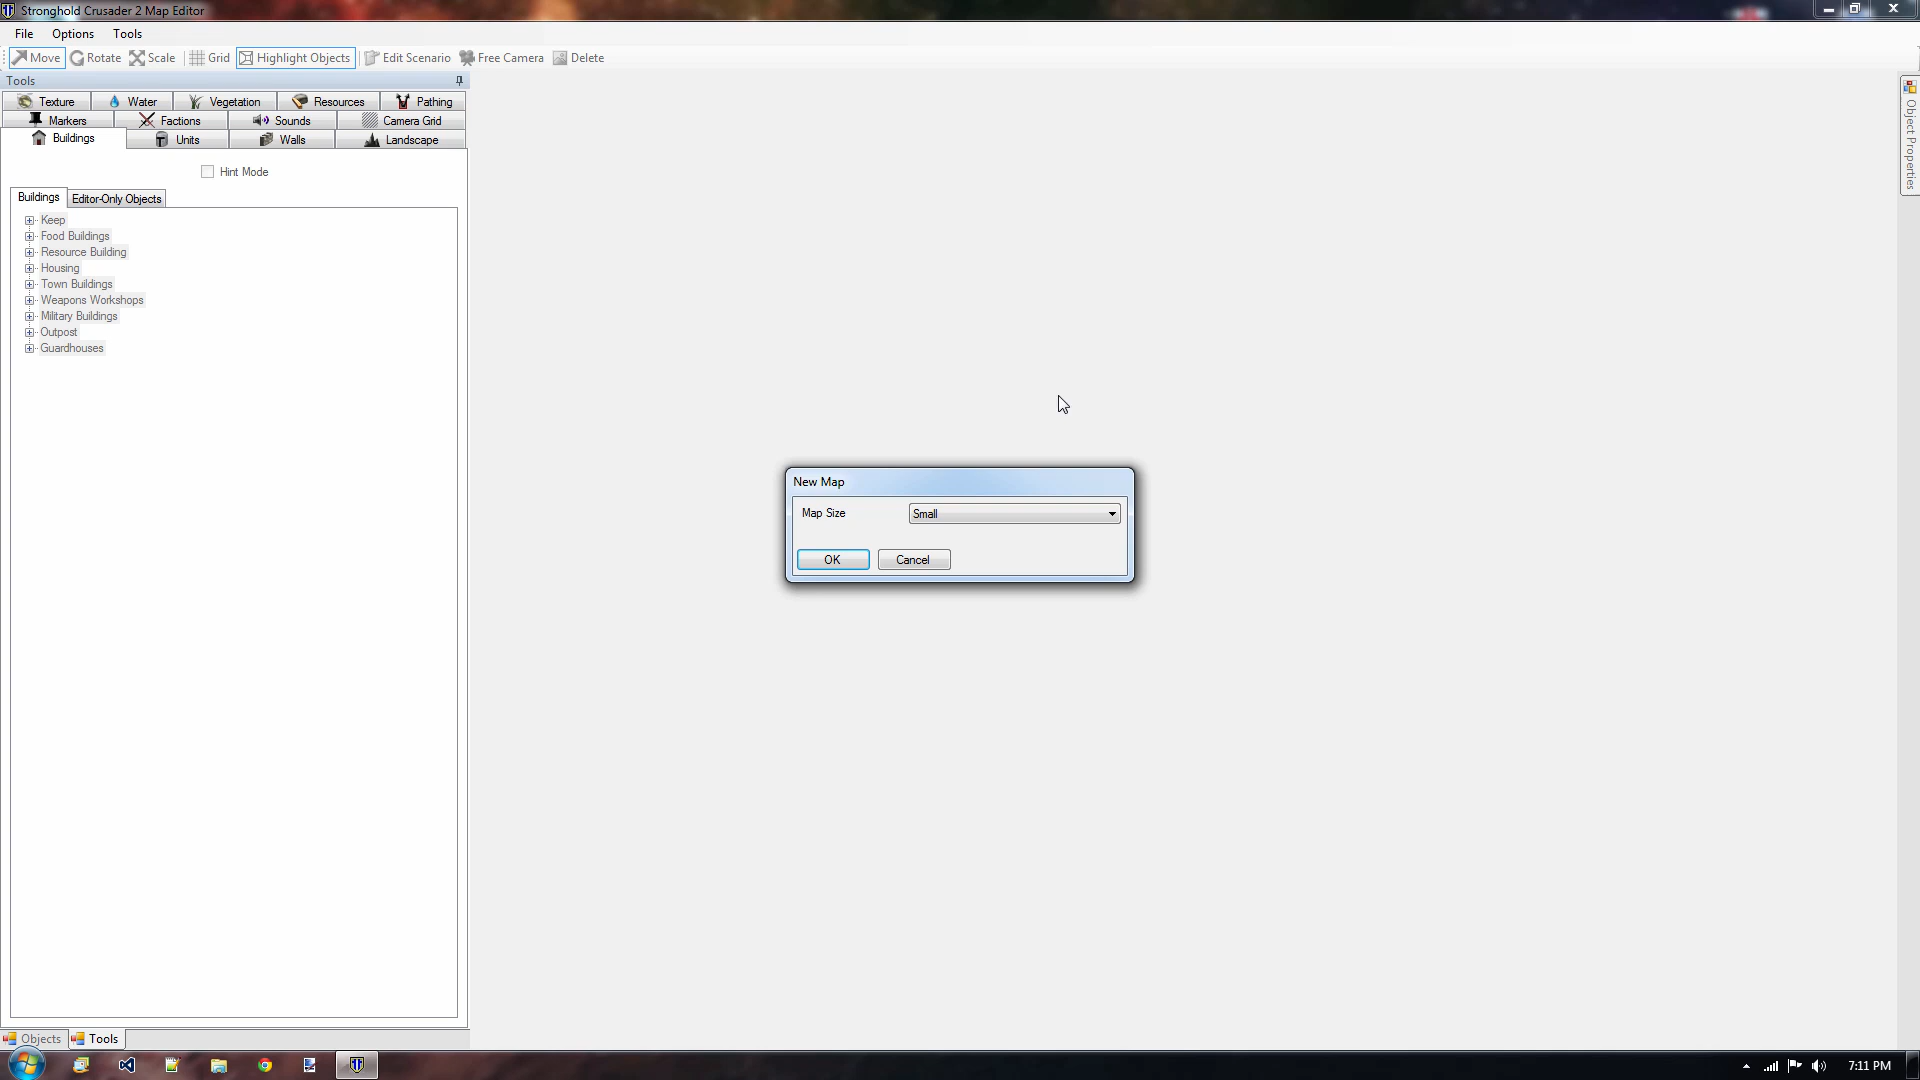 Stronghold Crusader 2 Map Editor
File Options Tools
Move Rotate Scale Grid Highlight Objects Edit Scenario Free Camera Delete
Tools
Texture Water Vegetation Resources Pathing
Markers Factions Sounds Camera Grid
Buildings Units Walls Landscape
Hint Mode
Buildings Editor-Only Objects
Keep
Food Buildings
Resource Building
Housing
Town Buildings
Weapons Workshops
Military Buildings
Outpost
Guardhouses
New Map
Map Size Small
OK Cancel
Object Properties
Objects Tools
7:11 PM